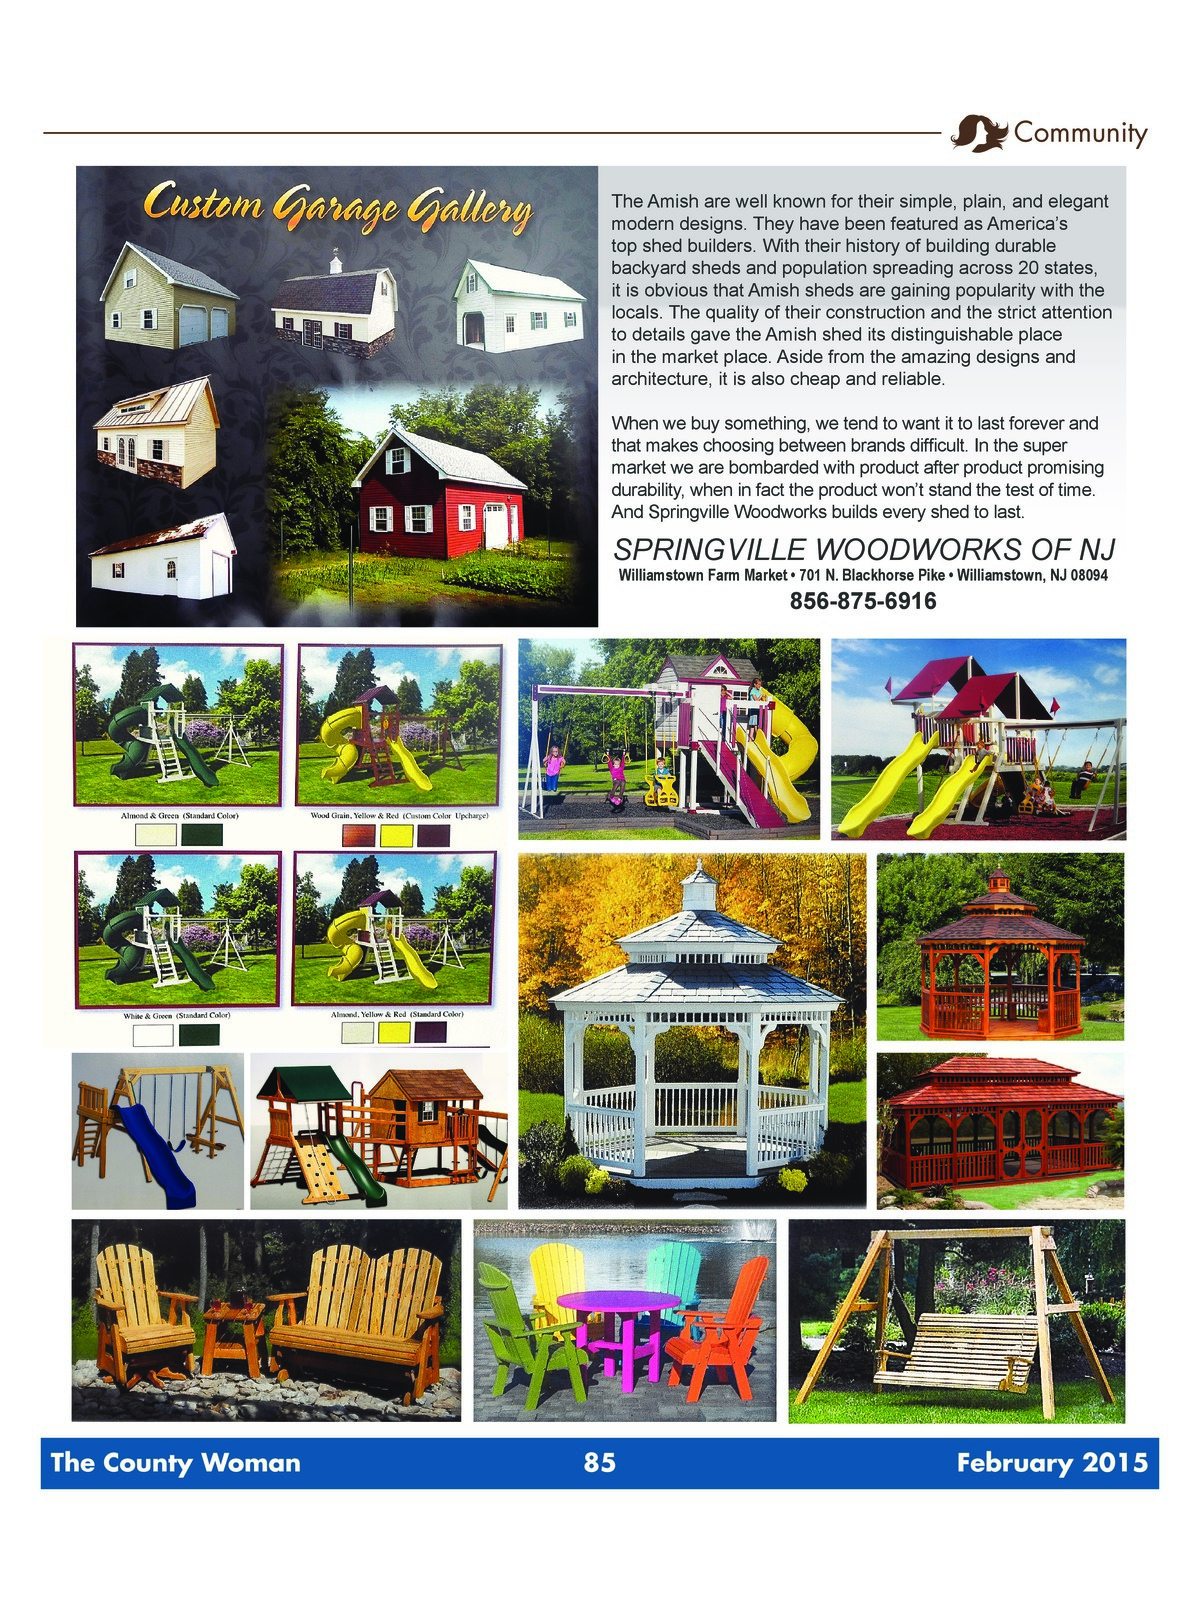 Community
Custom Garage Gallery
The Amish are well known for their simple, plain, and elegant
modern designs. They have been featured as America's
top shed builders. With their history of building durable
backyard sheds and population spreading across 20 states,
it is obvious that Amish sheds are gaining popularity with the
locals. The quality of their construction and the strict attention
to details gave the Amish shed its distinguishable place
in the market place. Aside from the amazing designs and
architecture, it is also cheap and reliable.
When we buy something, we tend to want it to last forever and
that makes choosing between brands difficult. In the super
market we are bombarded with product after product promising
durability, when in fact the product won't stand the test of time.
And Springville Woodworks builds every shed to last.
SPRINGVILLE WOODWORKS OF NJ
Williamstown Farm Market • 701 N. Blackhorse Pike • Williamstown, NJ 08094
856-875-6916
Almond & Green (Standard Color)
Wood Grain, Yellow & Red (Custom Color Upcharge)
White & Green (Standard Color)
Almond, Yellow & Red (Standard Color)
The County Woman
85
February 2015